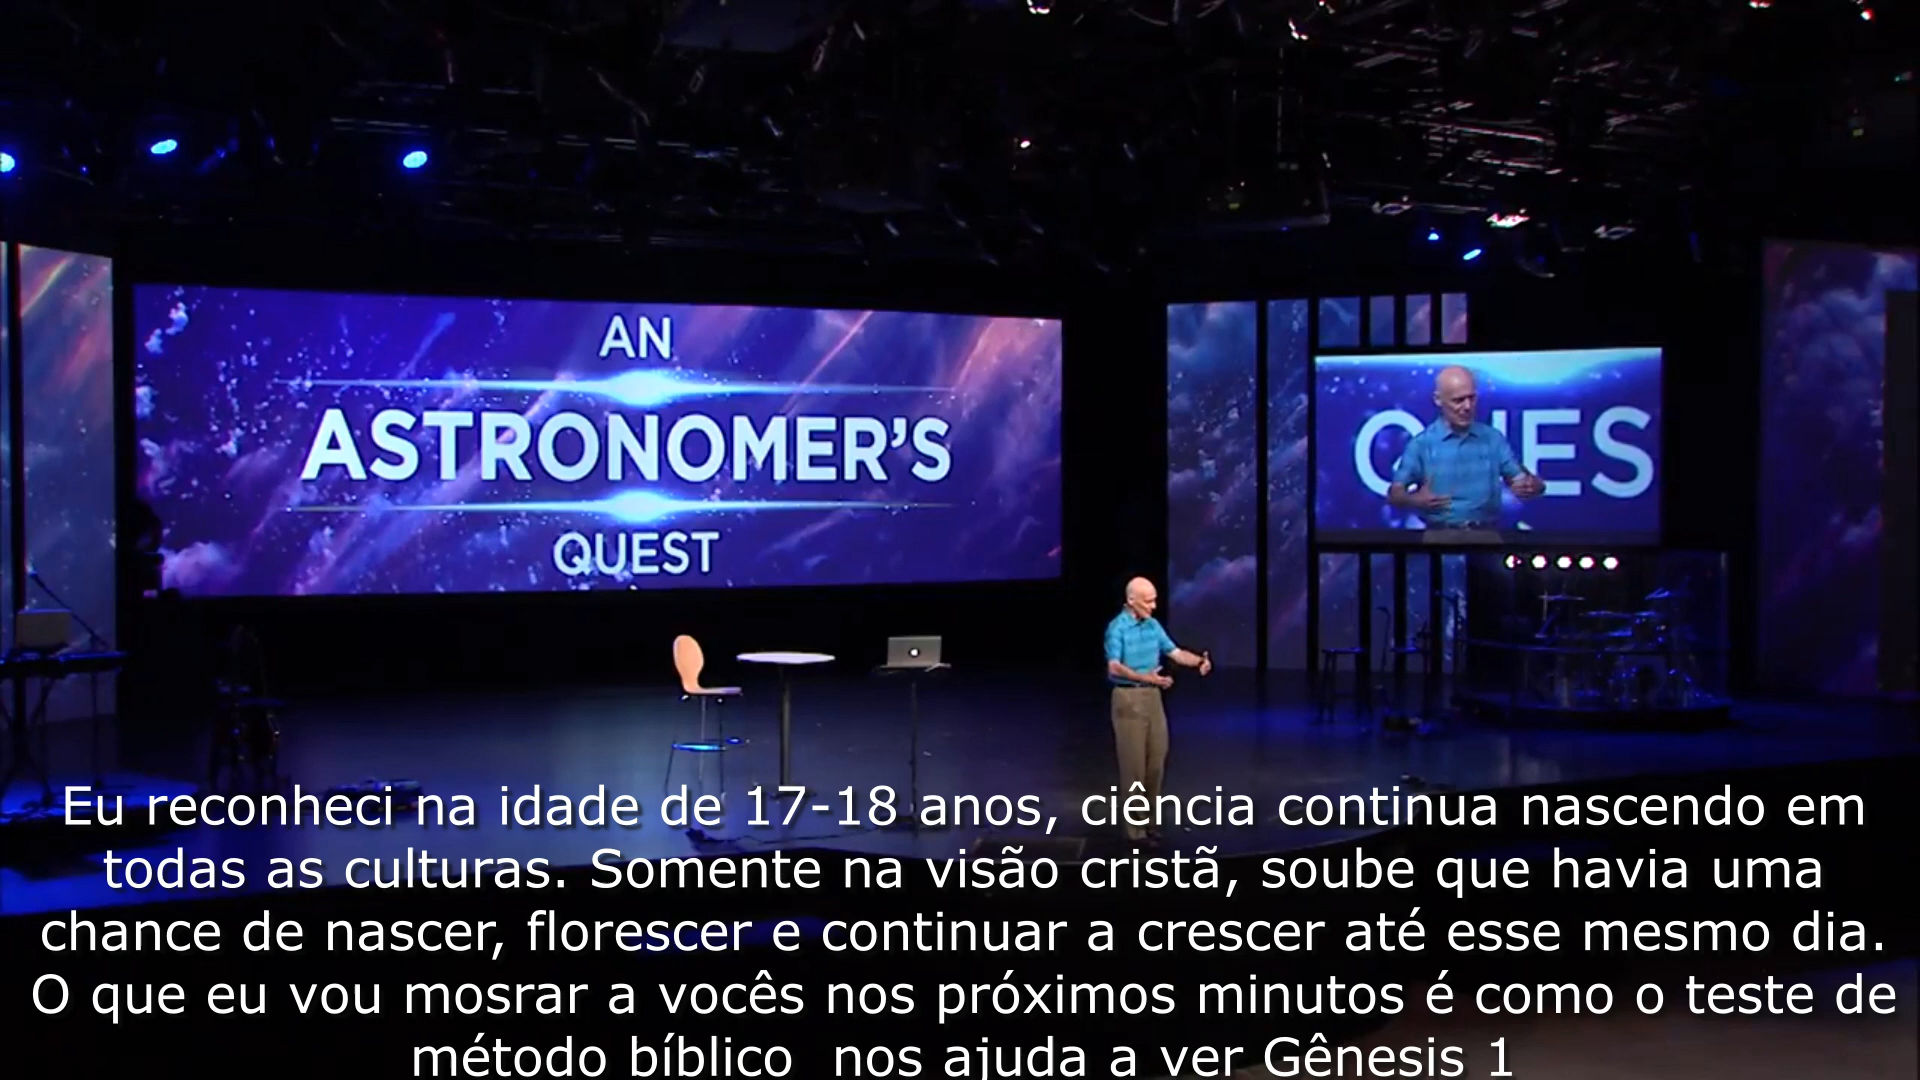 AN
ASTRONOMER'S
QUEST
QUES
Eu reconheci na idade de 17-18 anos, ciência continua nascendo em
todas as culturas. Somente na visão cristã, soube que havia uma
chance de nascer, florescer e continuar a crescer até esse mesmo dia.
O que eu vou mosrar a vocês nos próximos minutos é como o teste de
método bíblico  nos ajuda a ver Gênesis 1